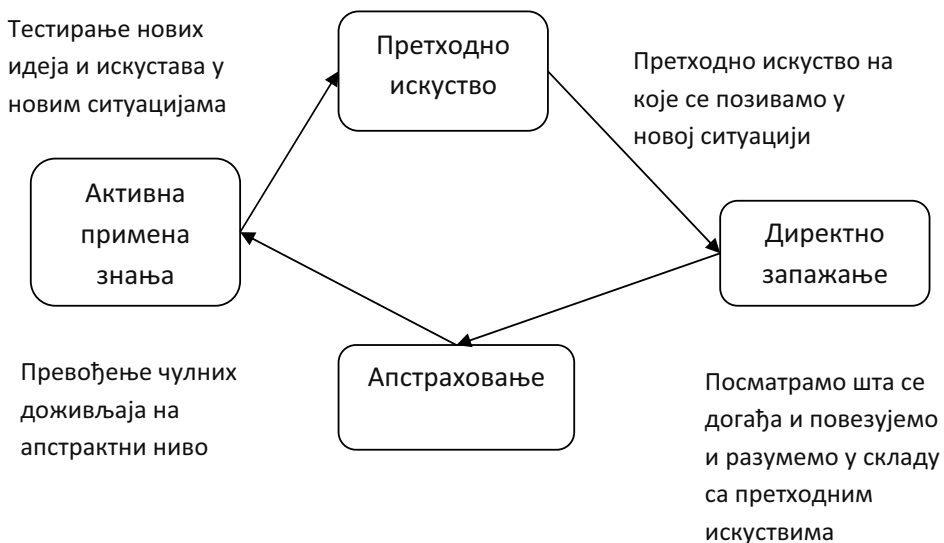 Тестирање нових
идеја и искустава у
новим ситуацијама
Претходно
искуство
Претходно искуство на
које се позивамо у
новој ситуацији
Активна
примена
знања
Директно
запажање
Апстраховање
Превођење чулних
доживљаја на
апстрактни ниво
Посматрамо шта се
догађа и повезујемо
и разумемо у складу
са претходним
искуствима